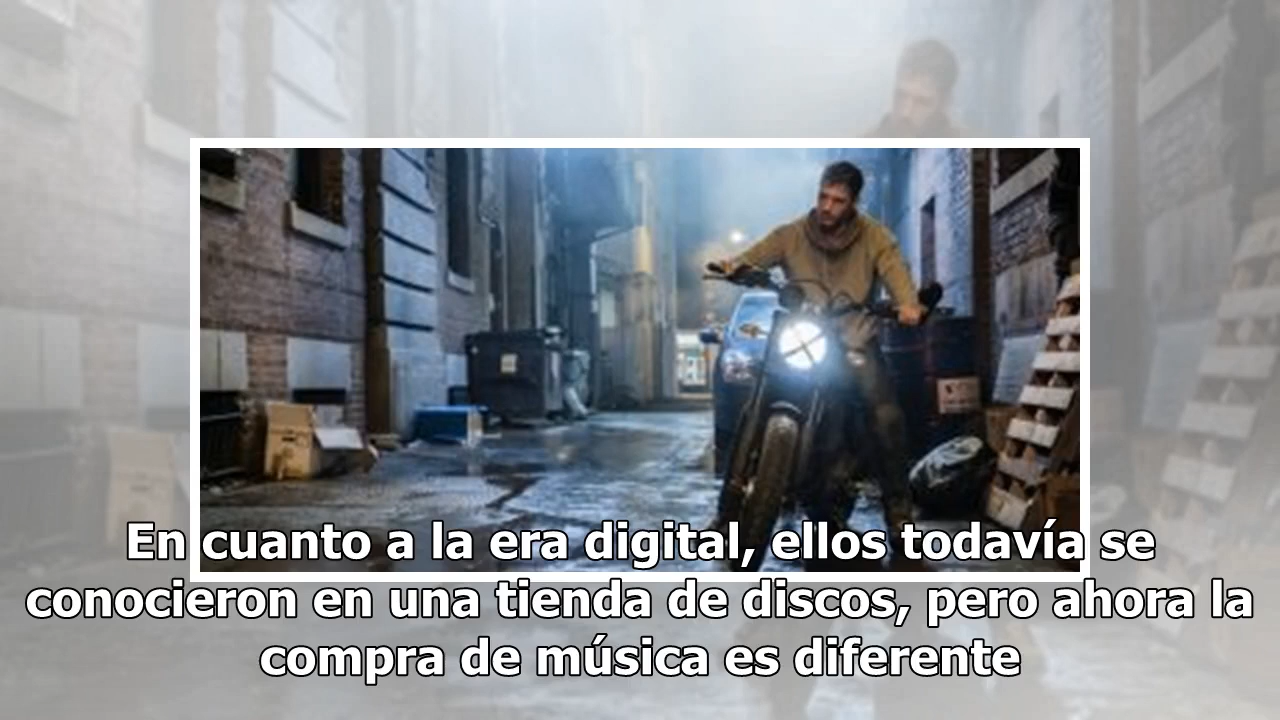 En cuanto a la era digital, ellos todavía se
conocieron en una tienda de discos, pero ahora la
compra de música es diferente